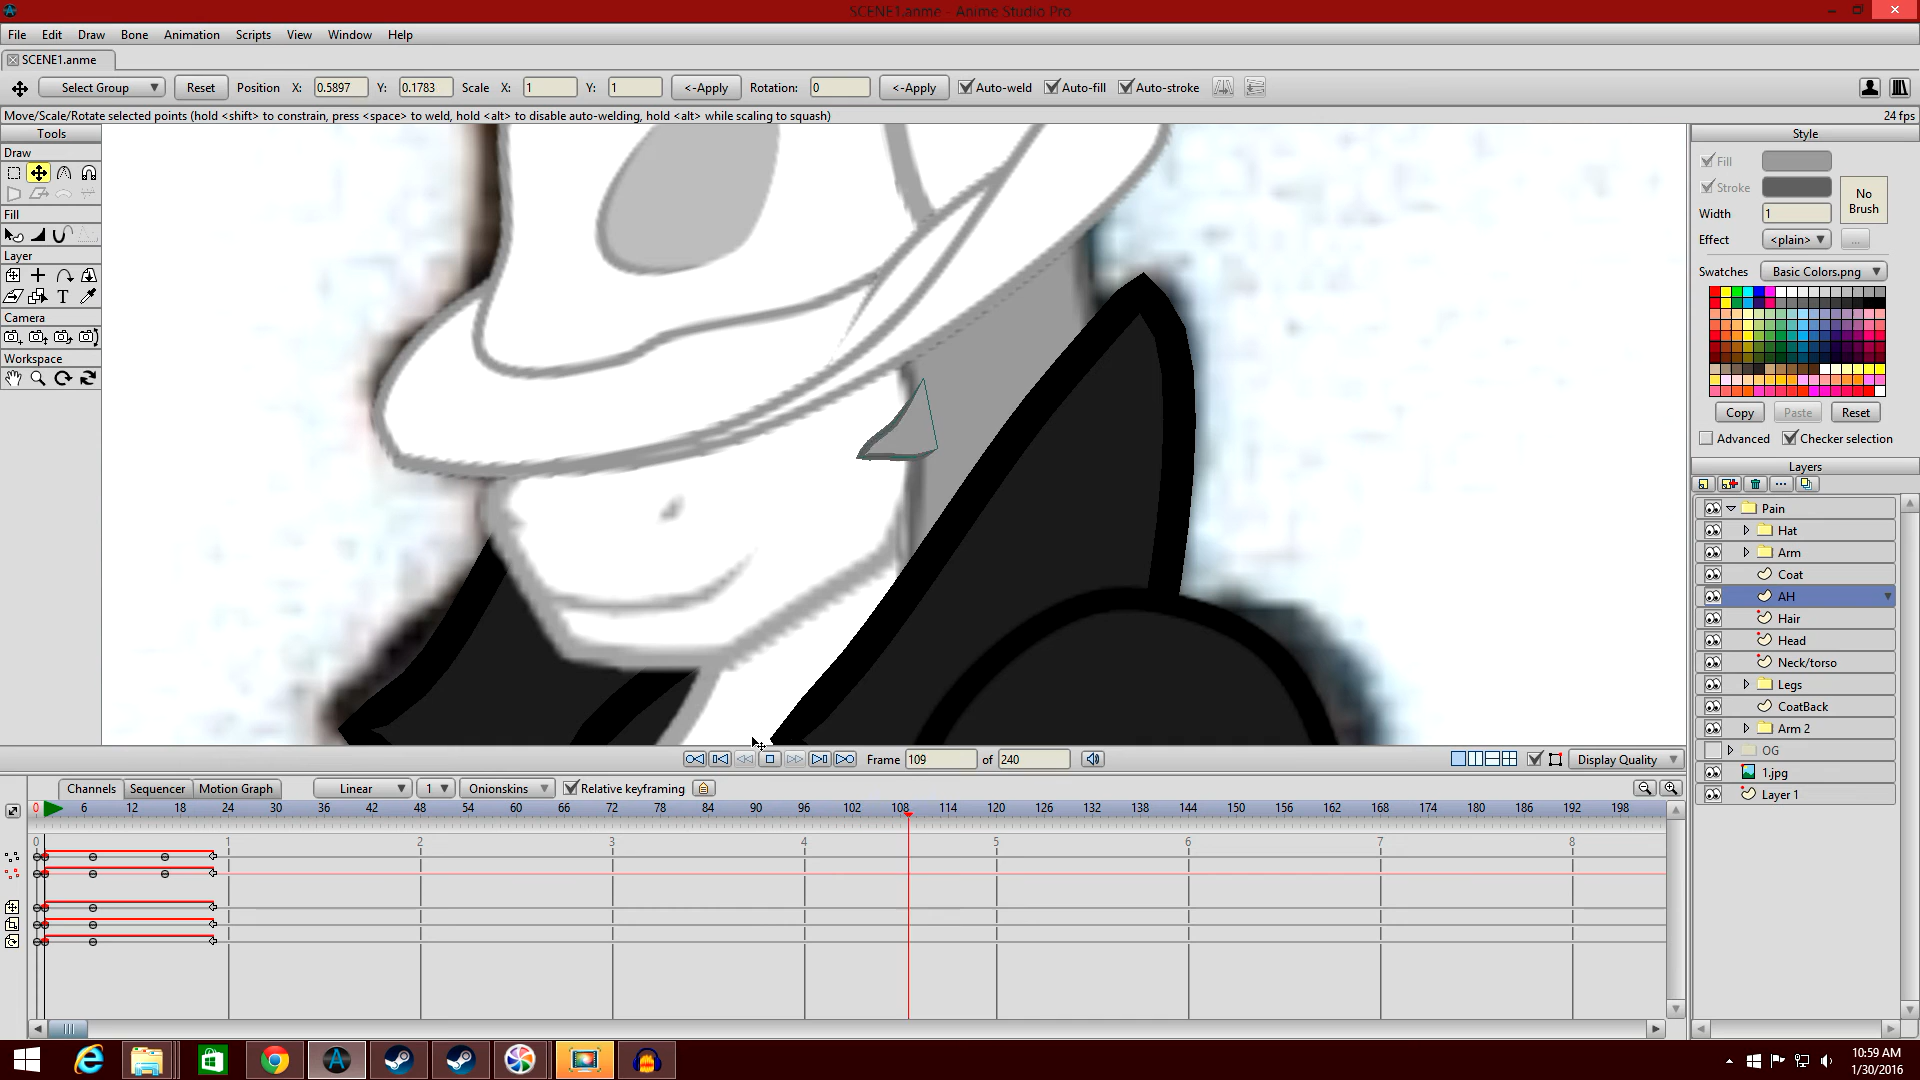 SCENE1.anme - Anime Studio Pro
File Edit Draw Bone Animation Scripts View Window Help
SCENE1.anme
Select Group Reset Position X: 0.5897 Y: 0.1783 Scale X: 1 Y: 1 <-Apply Rotation: 0 <-Apply Auto-weld Auto-fill Auto-stroke
Move/Scale/Rotate selected points (hold <shift> to constrain, press <space> to weld, hold <alt> to disable auto-welding, hold <alt> while scaling to squash) 24 fps
Tools
Draw
Fill
Layer
T
Camera
Workspace
Style
Fill
Stroke
No Brush
Width 1
Effect <plain> ...
Swatches Basic Colors.png
Copy Paste Reset
Advanced Checker selection
Layers
Pain
Hat
Arm
Coat
AH
Hair
Head
Neck/torso
Legs
CoatBack
Arm 2
OG
1.jpg
Layer 1
Frame 109 of 240 Display Quality
Channels Sequencer Motion Graph Linear 1 Onionskins Relative keyframing
0 6 12 18 24 30 36 42 48 54 60 66 72 78 84 90 96 102 108 114 120 126 132 138 144 150 156 162 168 174 180 186 192 198
0 1 2 3 4 5 6 7 8
10:59 AM
1/30/2016